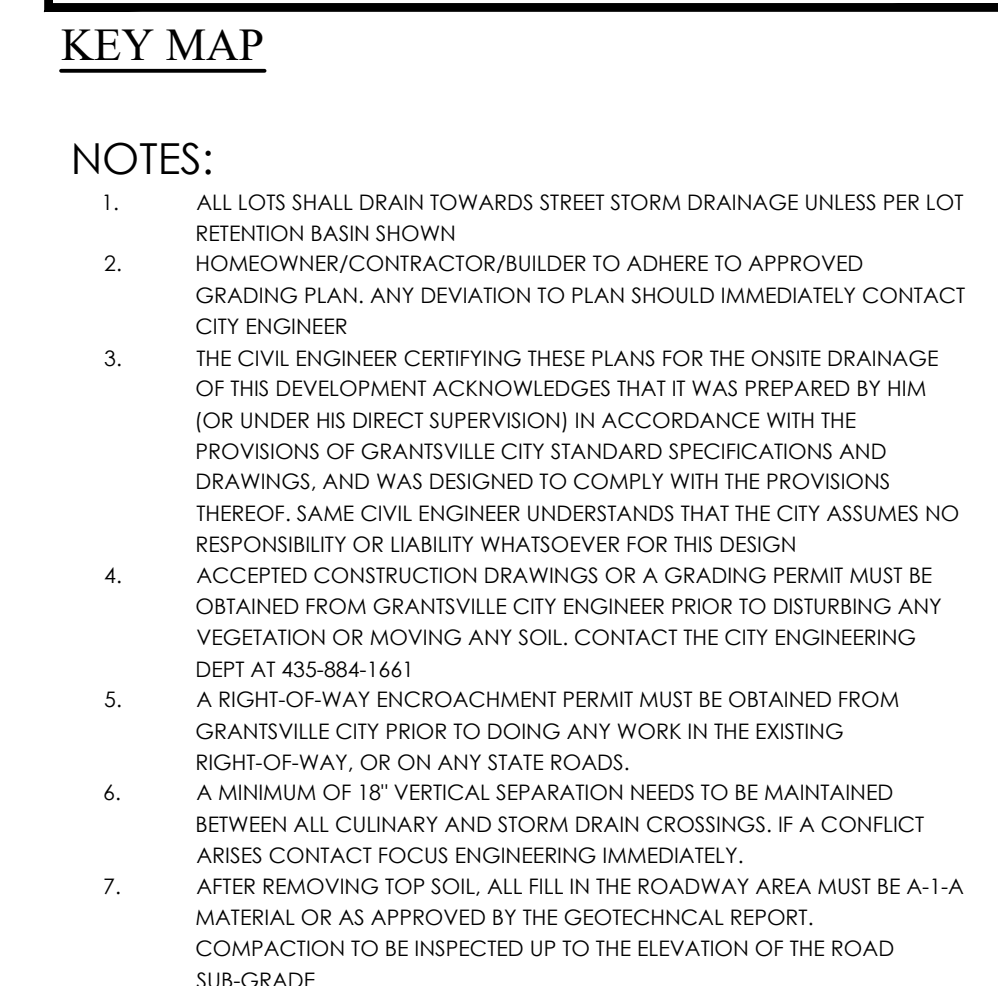 KEY MAP
NOTES:
1. ALL LOTS SHALL DRAIN TOWARDS STREET STORM DRAINAGE UNLESS PER LOT
RETENTION BASIN SHOWN
2. HOMEOWNER/CONTRACTOR/BUILDER TO ADHERE TO APPROVED
GRADING PLAN. ANY DEVIATION TO PLAN SHOULD IMMEDIATELY CONTACT
CITY ENGINEER
3. THE CIVIL ENGINEER CERTIFYING THESE PLANS FOR THE ONSITE DRAINAGE
OF THIS DEVELOPMENT ACKNOWLEDGES THAT IT WAS PREPARED BY HIM
(OR UNDER HIS DIRECT SUPERVISION) IN ACCORDANCE WITH THE
PROVISIONS OF GRANTSVILLE CITY STANDARD SPECIFICATIONS AND
DRAWINGS, AND WAS DESIGNED TO COMPLY WITH THE PROVISIONS
THEREOF. SAME CIVIL ENGINEER UNDERSTANDS THAT THE CITY ASSUMES NO
RESPONSIBILITY OR LIABILITY WHATSOEVER FOR THIS DESIGN
4. ACCEPTED CONSTRUCTION DRAWINGS OR A GRADING PERMIT MUST BE
OBTAINED FROM GRANTSVILLE CITY ENGINEER PRIOR TO DISTURBING ANY
VEGETATION OR MOVING ANY SOIL. CONTACT THE CITY ENGINEERING
DEPT AT 435-884-1661
5. A RIGHT-OF-WAY ENCROACHMENT PERMIT MUST BE OBTAINED FROM
GRANTSVILLE CITY PRIOR TO DOING ANY WORK IN THE EXISTING
RIGHT-OF-WAY, OR ON ANY STATE ROADS.
6. A MINIMUM OF 18" VERTICAL SEPARATION NEEDS TO BE MAINTAINED
BETWEEN ALL CULINARY AND STORM DRAIN CROSSINGS. IF A CONFLICT
ARISES CONTACT FOCUS ENGINEERING IMMEDIATELY.
7. AFTER REMOVING TOP SOIL, ALL FILL IN THE ROADWAY AREA MUST BE A-1-A
MATERIAL OR AS APPROVED BY THE GEOTECHNCAL REPORT.
COMPACTION TO BE INSPECTED UP TO THE ELEVATION OF THE ROAD
SUB-GRADE